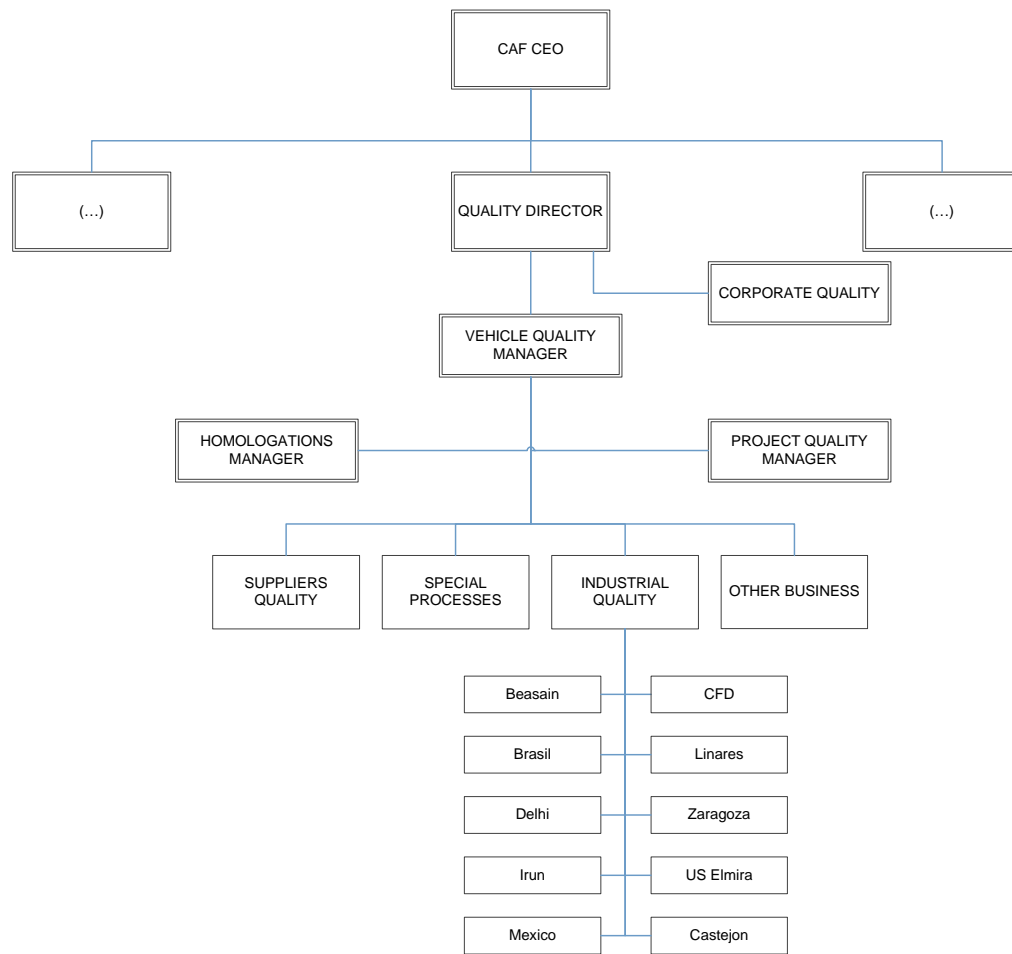 CAF CEO
(…)
QUALITY DIRECTOR
(…)
CORPORATE QUALITY
VEHICLE QUALITY
MANAGER
HOMOLOGATIONS
MANAGER
PROJECT QUALITY
MANAGER
SUPPLIERS
QUALITY
SPECIAL
PROCESSES
INDUSTRIAL
QUALITY
OTHER BUSINESS
Beasain
CFD
Brasil
Linares
Delhi
Zaragoza
Irun
US Elmira
Mexico
Castejon